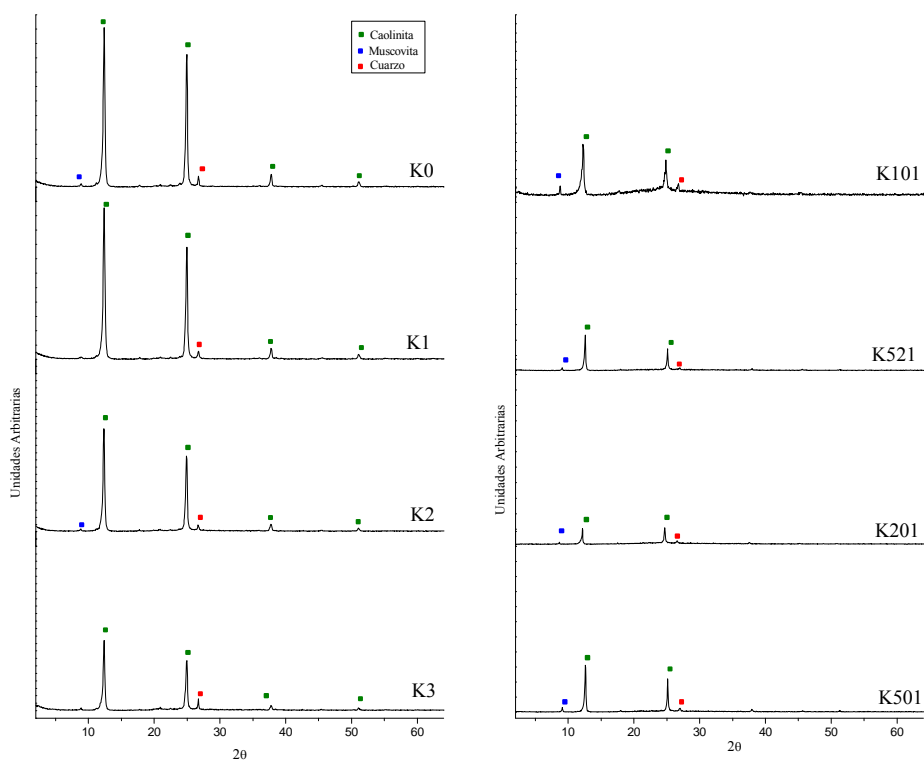 Caolinita
Muscovita
Cuarzo
K0
K1
K2
K3
Unidades Arbitrarias
10 20 30 40 50 60
2θ
K101
K521
K201
K501
Unidades Arbitrarias
10 20 30 40 50 60
2θ